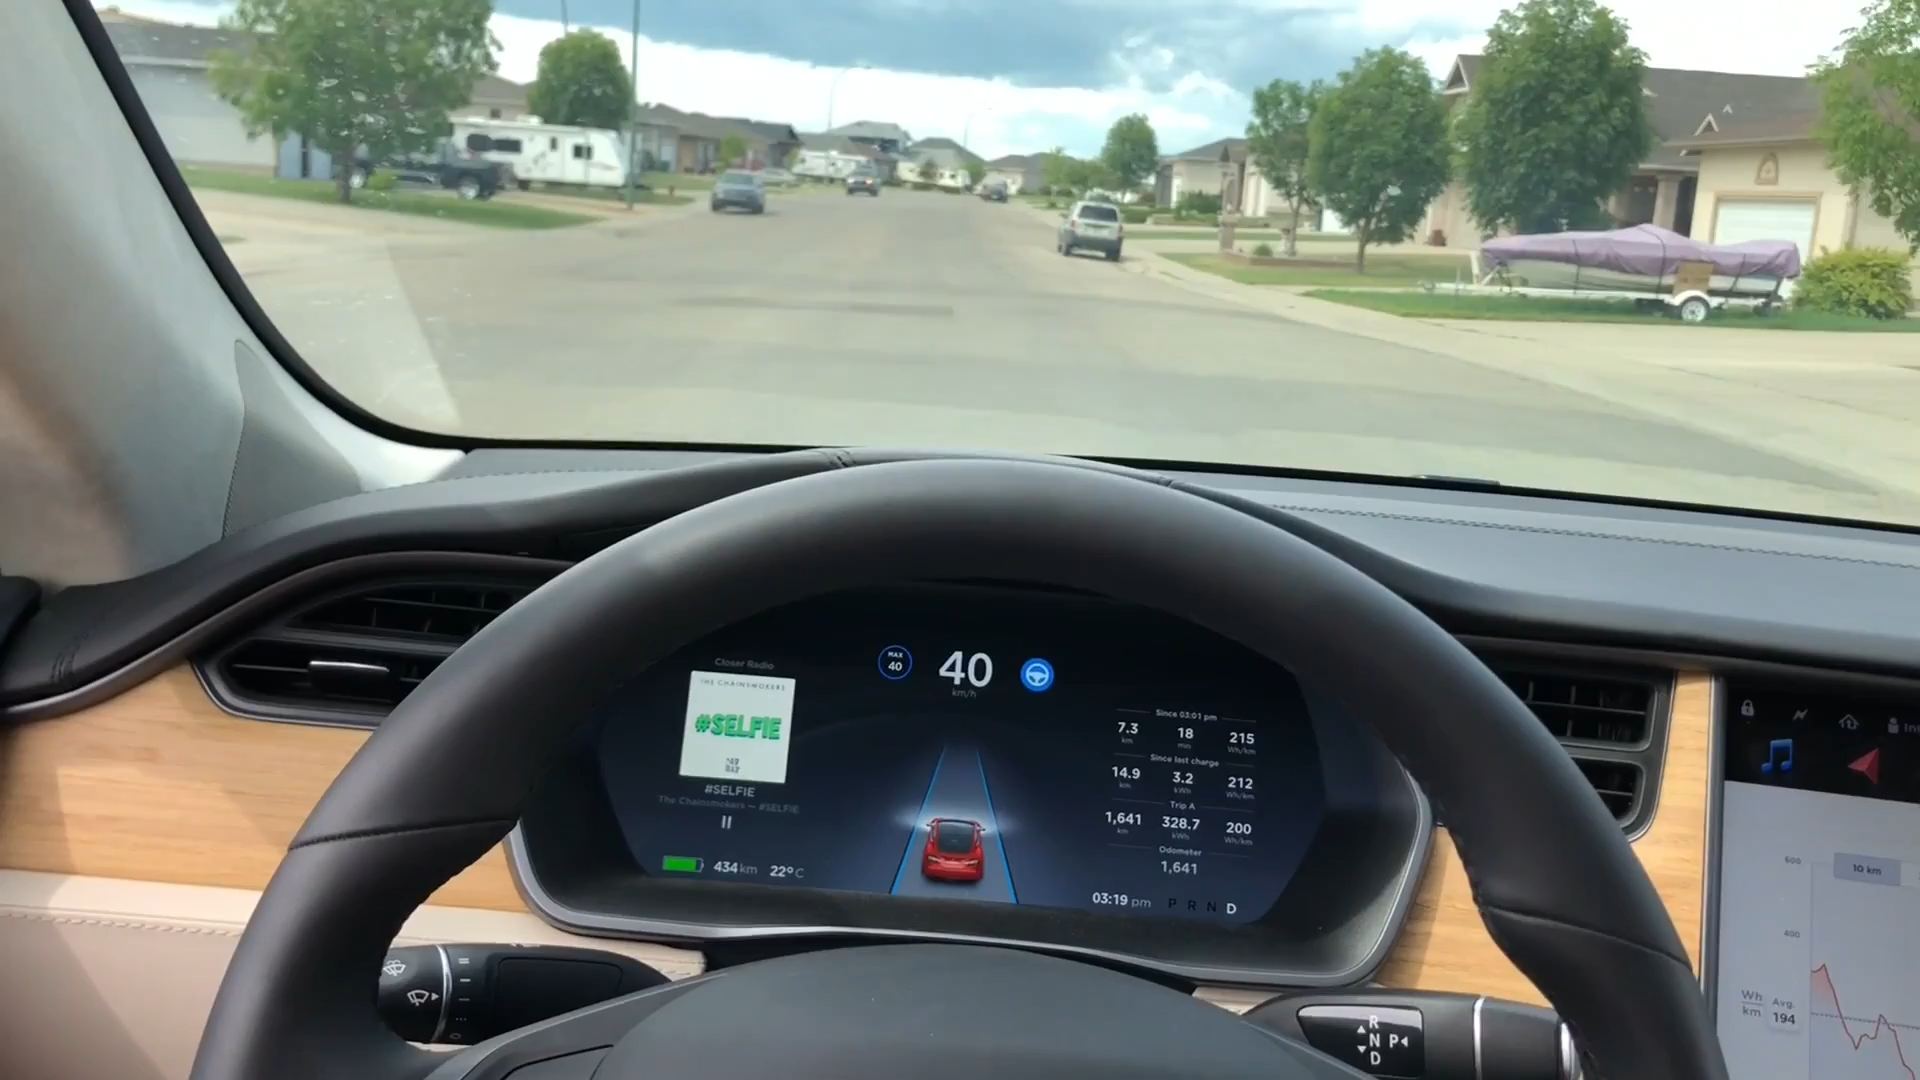 Closer Radio
THE CHAINSMOKERS
#SELFIE
#SELFIE
The Chainsmokers — #SELFIE
434 km 22°C
MAX
40
40
km/h
Since 03:01 pm
7.3 18 215
km min Wh/km
Since last charge
14.9 3.2 212
km kWh Wh/km
Trip A
1,641 328.7 200
km kWh Wh/km
Odometer
1,641
03:19 pm P R N D
R
N P
D
10 km
600
400
Wh
km
Avg.
194